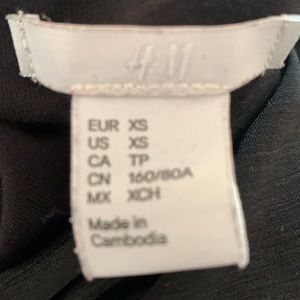 H&M
EUR XS
US XS
CA TP
CN 160/80A
MX XCH
Made in
Cambodia